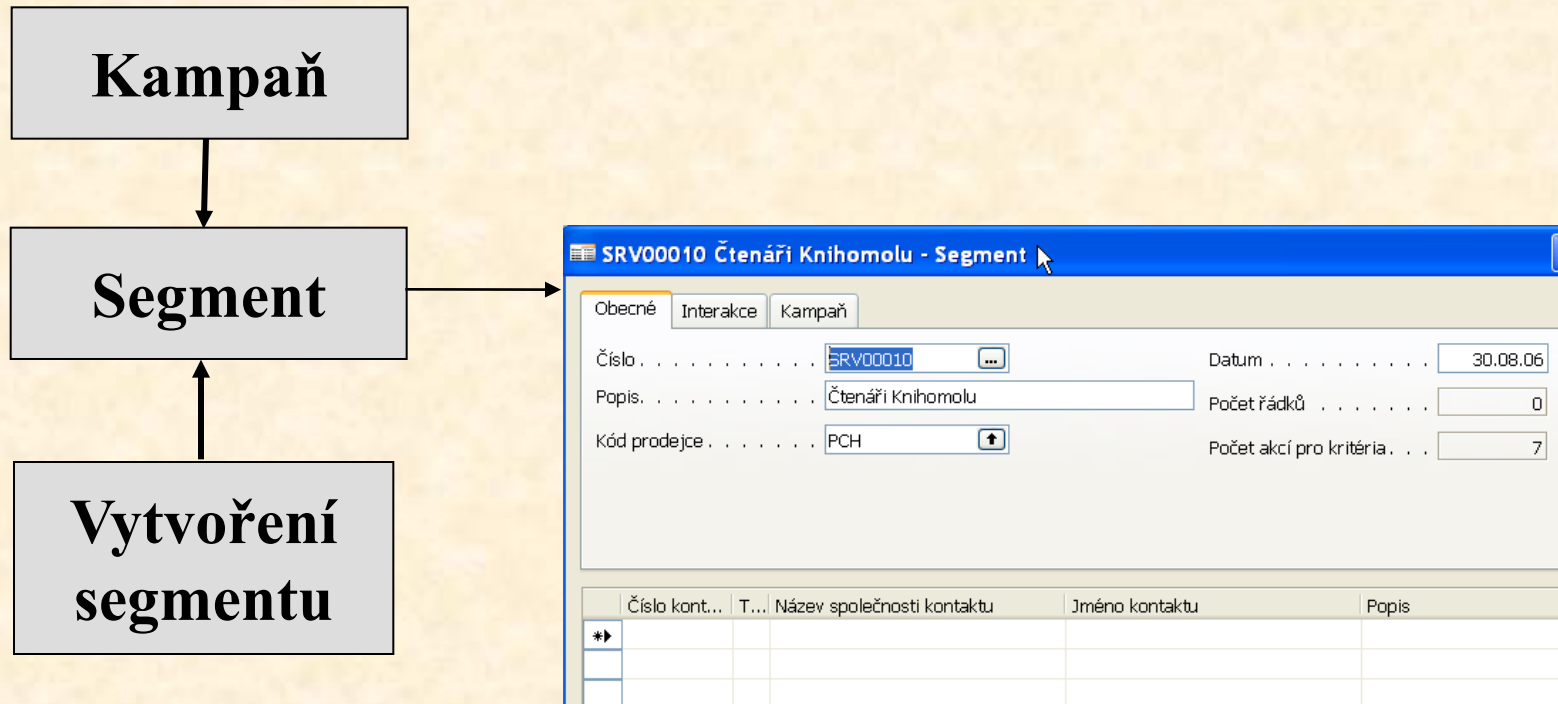 Kampaň
Segment
Vytvoření
segmentu
SRV00010 Čtenáři Knihomolu - Segment
Obecné Interakce Kampaň
Číslo . . . . . . . . . . . SRV00010 ... Datum . . . . . . . . . . 30.08.06
Popis. . . . . . . . . . . . Čtenáři Knihomolu Počet řádků . . . . . . . 0
Kód prodejce . . . . . . . PCH Počet akcí pro kritéria. . . 7
Číslo kont... T... Název společnosti kontaktu Jméno kontaktu Popis